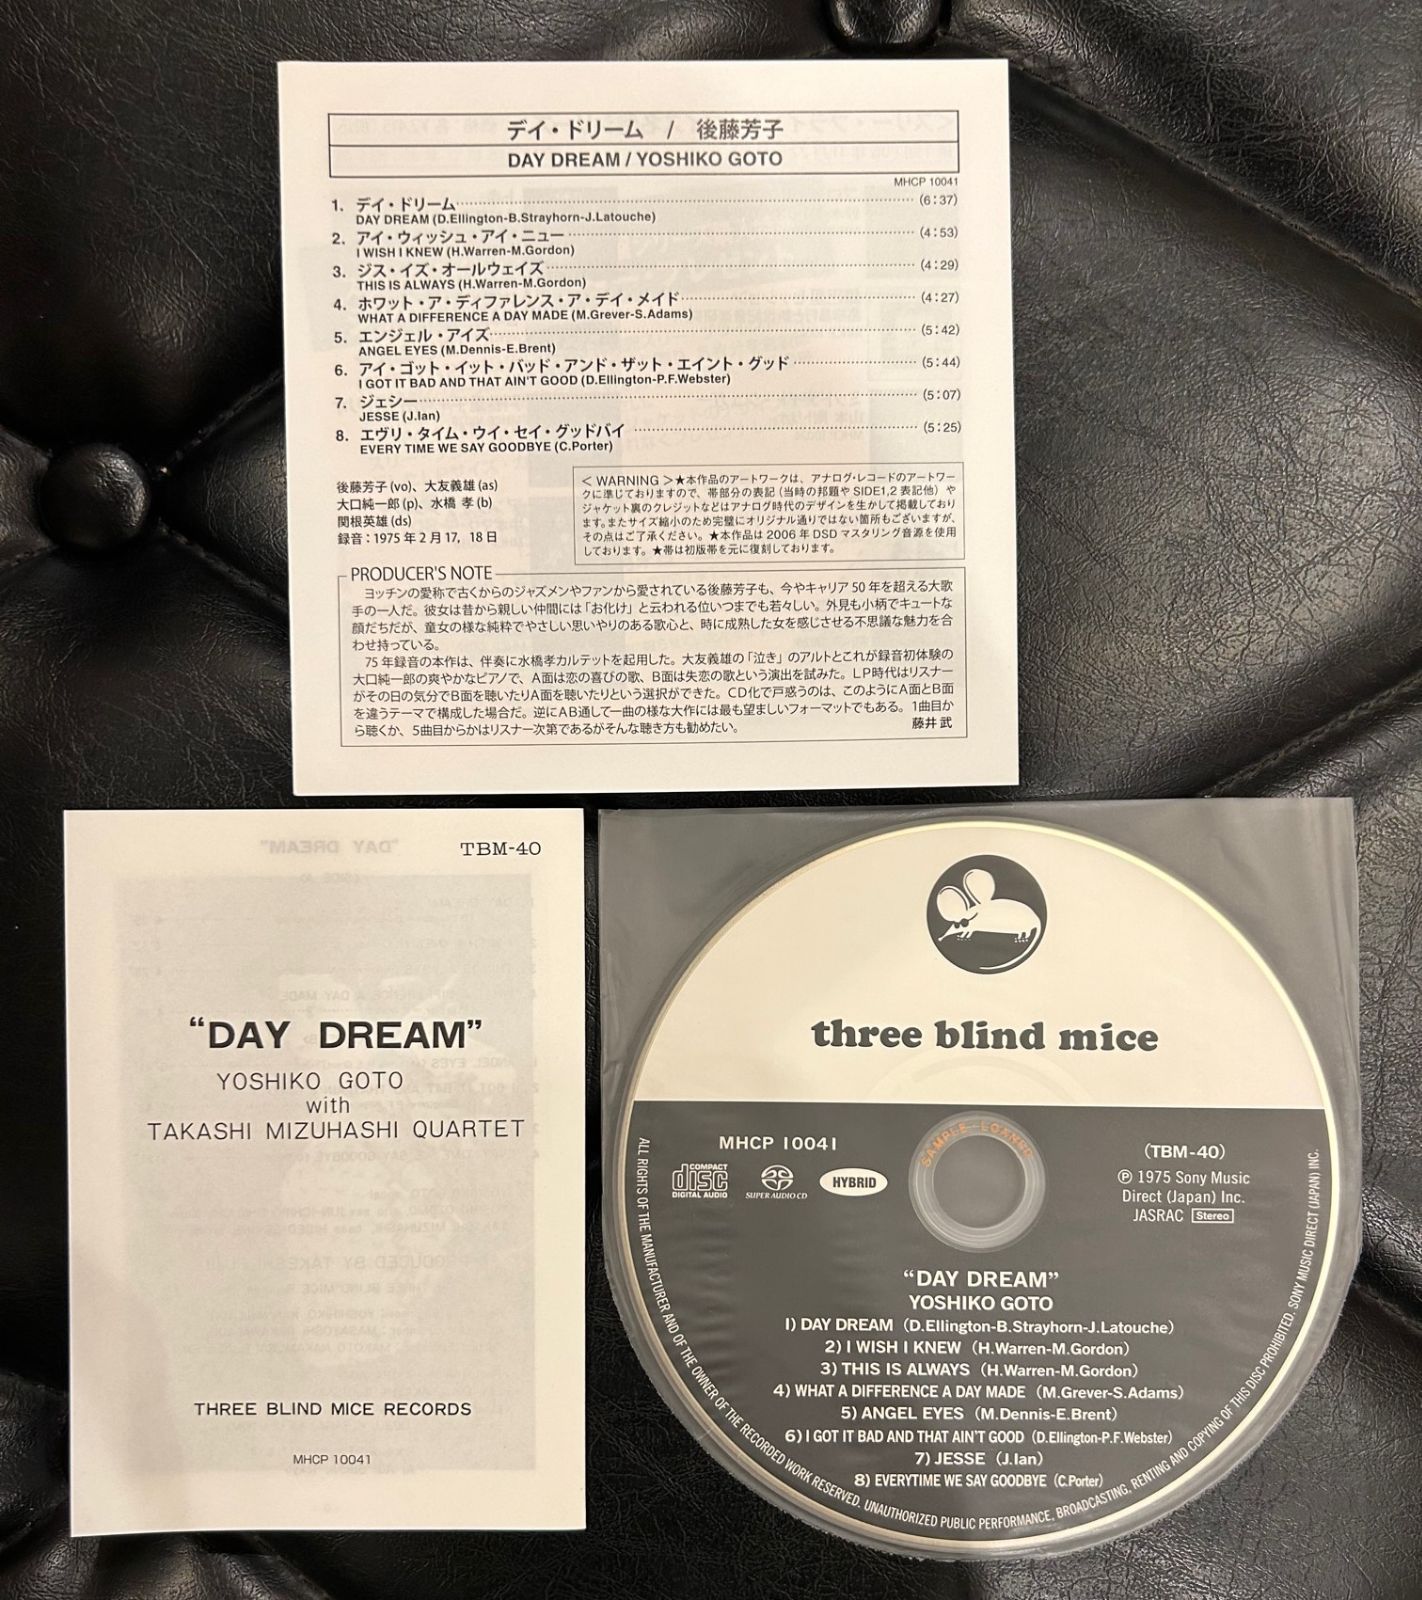 デイ・ドリーム / 後藤芳子
DAY DREAM / YOSHIKO GOTO
MHCP 10041
1. デイ・ドリーム (6:37)
DAY DREAM (D.Ellington-B.Strayhorn-J.Latouche)
2. アイ・ウィッシュ・アイ・ニュー (4:53)
I WISH I KNEW (H.Warren-M.Gordon)
3. ジス・イズ・オールウェイズ (4:29)
THIS IS ALWAYS (H.Warren-M.Gordon)
4. ホワット・ア・ディファレンス・ア・デイ・メイド (4:27)
WHAT A DIFFERENCE A DAY MADE (M.Grever-S.Adams)
5. エンジェル・アイズ (5:42)
ANGEL EYES (M.Dennis-E.Brent)
6. アイ・ゴット・イット・バッド・アンド・ザット・エイント・グッド (5:44)
I GOT IT BAD AND THAT AIN'T GOOD (D.Ellington-P.F.Webster)
7. ジェシー (5:07)
JESSE (J.Ian)
8. エヴリ・タイム・ウイ・セイ・グッドバイ (5:25)
EVERY TIME WE SAY GOODBYE (C.Porter)
後藤芳子 (vo)、大友義雄 (as)
大口純一郎 (p)、水橋 孝 (b)
関根英雄 (ds)
録音：1975 年 2 月 17, 18 日
＜ WARNING ＞★本作品のアートワークは、アナログ・レコードのアートワー
クに準じておりますので、帯部分の表記（当時の邦題や SIDE1,2 表記他）や
ジャケット裏のクレジットなどはアナログ時代のデザインを生かして掲載しており
ます。またサイズ縮小のため完璧にオリジナル通りではない箇所もございますが、
その点はご了承ください。★本作品は 2006 年 DSD マスタリング音源を使用
しております。★帯は初版帯を元に復刻しております。
PRODUCER'S NOTE
ヨッチンの愛称で古くからのジャズメンやファンから愛されている後藤芳子も、今やキャリア 50 年を超える大歌
手の一人だ。彼女は昔から親しい仲間には「お化け」と云われる位いつまでも若々しい。外見も小柄でキュートな
顔だちだが、童女の様な純粋でやさしい思いやりのある歌心と、時に成熟した女を感じさせる不思議な魅力を合
わせ持っている。
75 年録音の本作は、伴奏に水橋孝カルテットを起用した。大友義雄の「泣き」のアルトとこれが録音初体験の
大口純一郎の爽やかなピアノで、A面は恋の喜びの歌、B面は失恋の歌という演出を試みた。LP時代はリスナー
がその日の気分でB面を聴いたりA面を聴いたりという選択ができた。CD化で戸惑うのは、このようにA面とB面
を違うテーマで構成した場合だ。逆にAB通して一曲の様な大作には最も望ましいフォーマットでもある。1曲目か
ら聴くか、5曲目からかはリスナー次第であるがそんな聴き方も勧めたい。 藤井 武
TBM-40
“DAY DREAM”
YOSHIKO GOTO
with
TAKASHI MIZUHASHI QUARTET
THREE BLIND MICE RECORDS
MHCP 10041
three blind mice
MHCP 10041
COMPACT
disc
DIGITAL AUDIO
SUPER AUDIO CD
HYBRID
SAMPLE LOANED
(TBM-40)
Ⓟ 1975 Sony Music
Direct (Japan) Inc.
JASRAC Stereo
“DAY DREAM”
YOSHIKO GOTO
1) DAY DREAM (D.Ellington-B.Strayhorn-J.Latouche)
2) I WISH I KNEW (H.Warren-M.Gordon)
3) THIS IS ALWAYS (H.Warren-M.Gordon)
4) WHAT A DIFFERENCE A DAY MADE (M.Grever-S.Adams)
5) ANGEL EYES (M.Dennis-E.Brent)
6) I GOT IT BAD AND THAT AIN'T GOOD (D.Ellington-P.F.Webster)
7) JESSE (J.Ian)
8) EVERYTIME WE SAY GOODBYE (C.Porter)
ALL RIGHTS OF THE MANUFACTURER AND OF THE OWNER OF THE RECORDED WORK RESERVED. UNAUTHORIZED PUBLIC PERFORMANCE, BROADCASTING, RENTING AND COPYING OF THIS DISC PROHIBITED. SONY MUSIC DIRECT (JAPAN) INC.